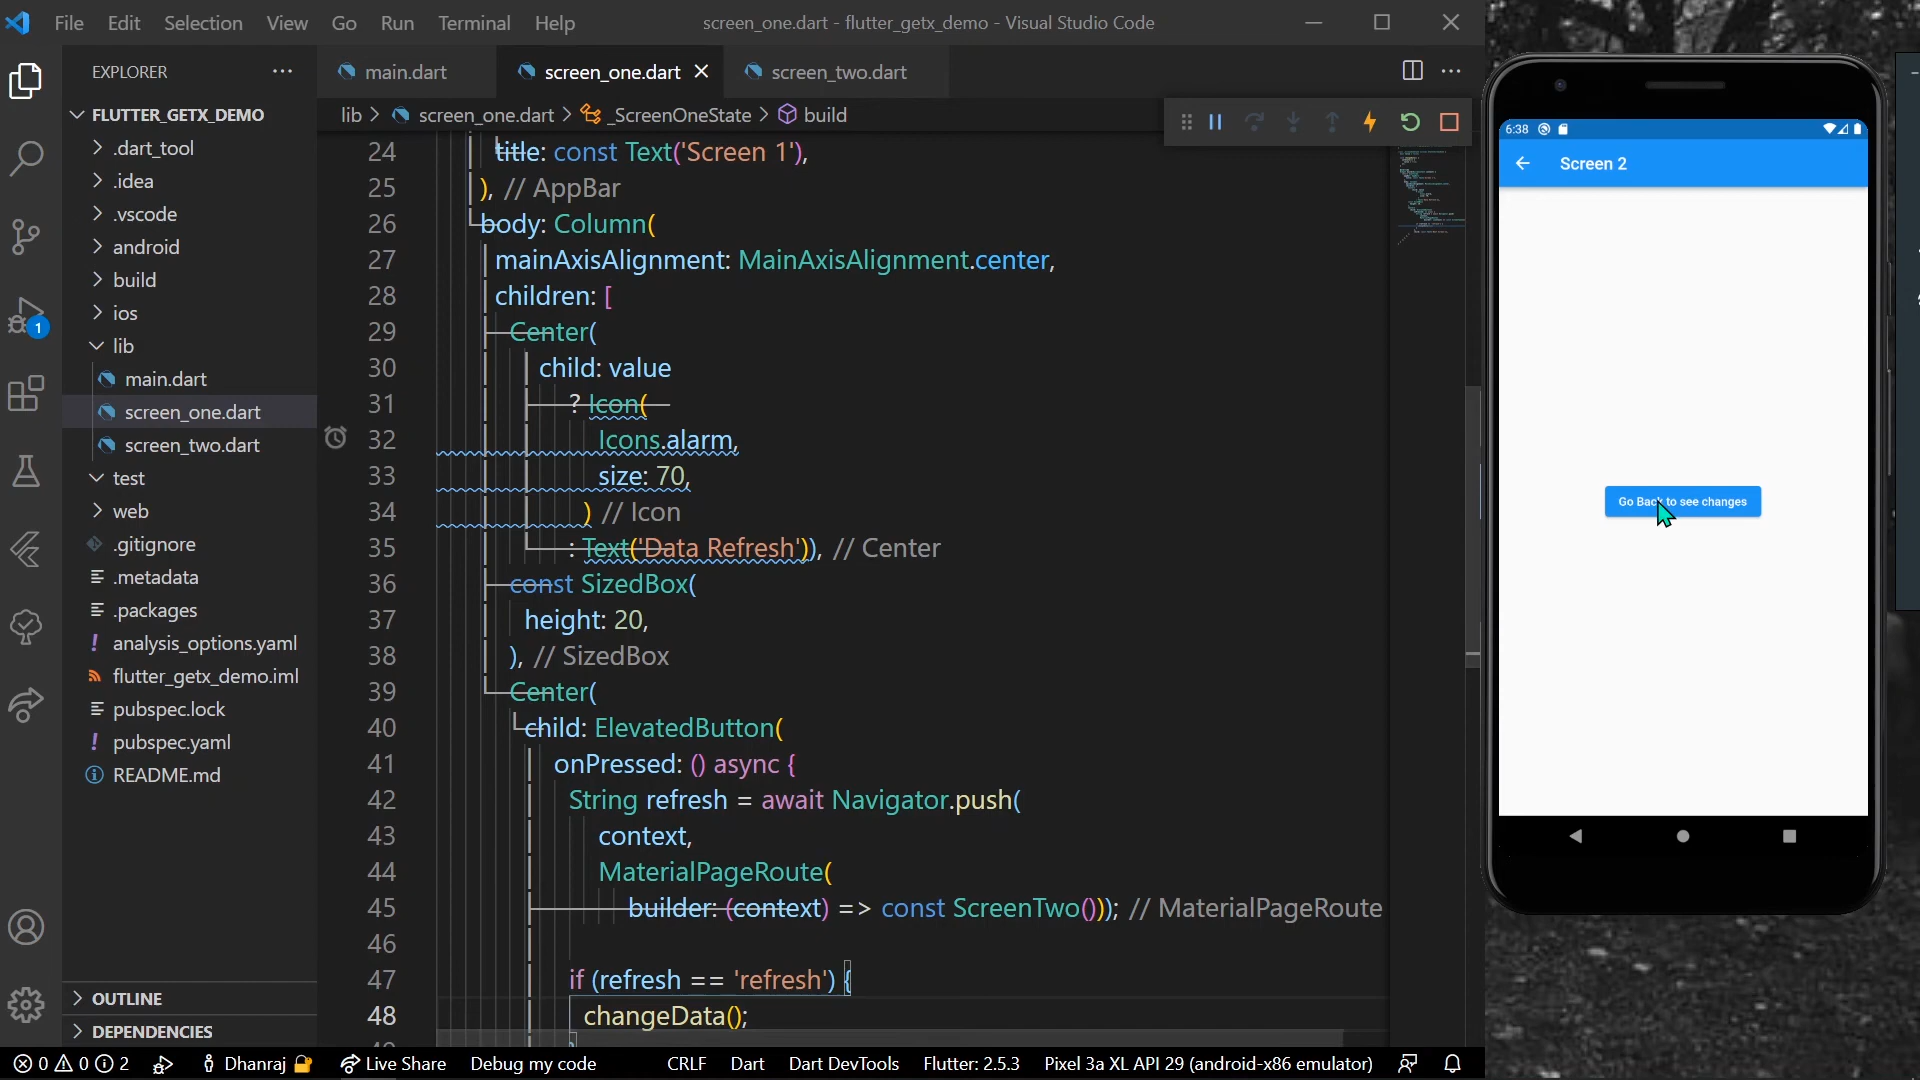 File Edit Selection View Go Run Terminal Help
screen_one.dart - flutter_getx_demo - Visual Studio Code
EXPLORER
FLUTTER_GETX_DEMO
.dart_tool
.idea
.vscode
android
build
ios
lib
main.dart
screen_one.dart
screen_two.dart
test
web
.gitignore
.metadata
.packages
analysis_options.yaml
flutter_getx_demo.iml
pubspec.lock
pubspec.yaml
README.md
OUTLINE
DEPENDENCIES
1
main.dart screen_one.dart screen_two.dart
lib > screen_one.dart > _ScreenOneState > build
24 title: const Text('Screen 1'),
25 ), // AppBar
26 body: Column(
27 mainAxisAlignment: MainAxisAlignment.center,
28 children: [
29 Center(
30 child: value
31 ? Icon(
32 Icons.alarm,
33 size: 70,
34 ) // Icon
35 : Text('Data Refresh')), // Center
36 const SizedBox(
37 height: 20,
38 ), // SizedBox
39 Center(
40 child: ElevatedButton(
41 onPressed: () async {
42 String refresh = await Navigator.push(
43 context,
44 MaterialPageRoute(
45 builder: (context) => const ScreenTwo())); // MaterialPageRoute
46
47 if (refresh == 'refresh') {
48 changeData();
6:38
Screen 2
Go Back to see changes
0 0 2 Dhanraj Live Share Debug my code CRLF Dart Dart DevTools Flutter: 2.5.3 Pixel 3a XL API 29 (android-x86 emulator)